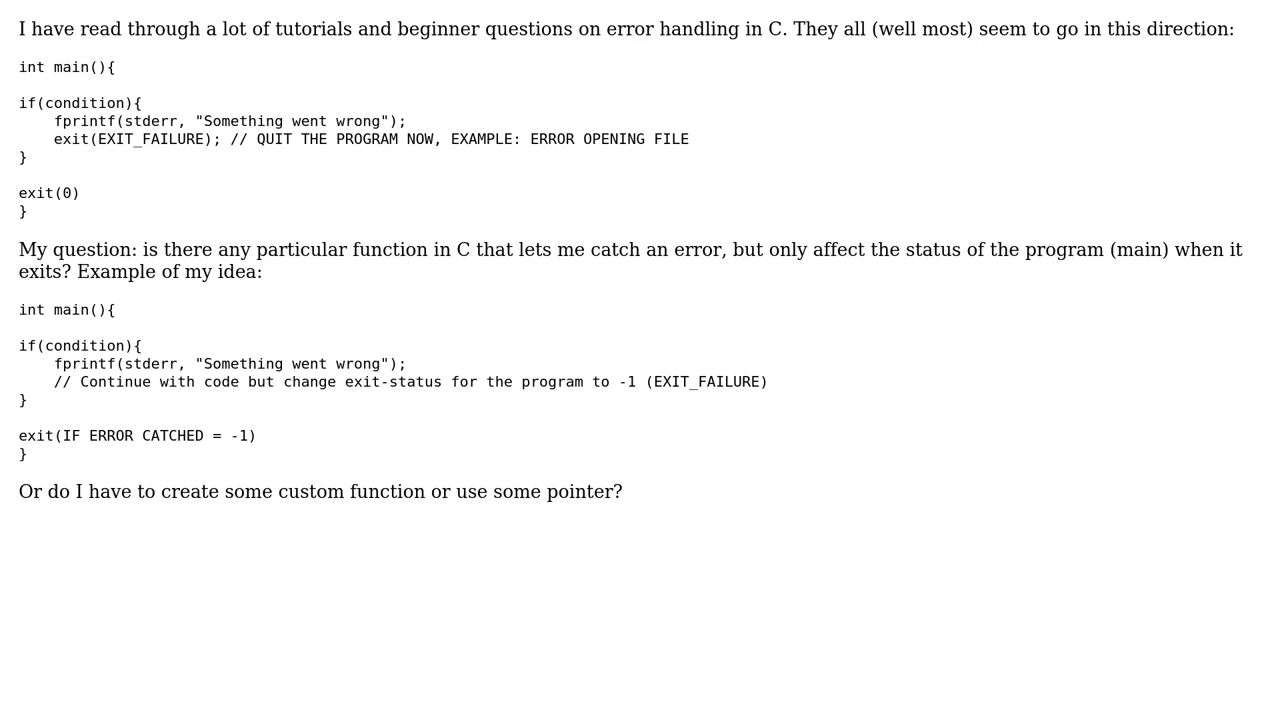 I have read through a lot of tutorials and beginner questions on error handling in C. They all (well most) seem to go in this direction:
int main(){
if(condition){
    fprintf(stderr, "Something went wrong");
    exit(EXIT_FAILURE); // QUIT THE PROGRAM NOW, EXAMPLE: ERROR OPENING FILE
}
exit(0)
}
My question: is there any particular function in C that lets me catch an error, but only affect the status of the program (main) when it
exits? Example of my idea:
int main(){
if(condition){
    fprintf(stderr, "Something went wrong");
    // Continue with code but change exit-status for the program to -1 (EXIT_FAILURE)
}
exit(IF ERROR CATCHED = -1)
}
Or do I have to create some custom function or use some pointer?